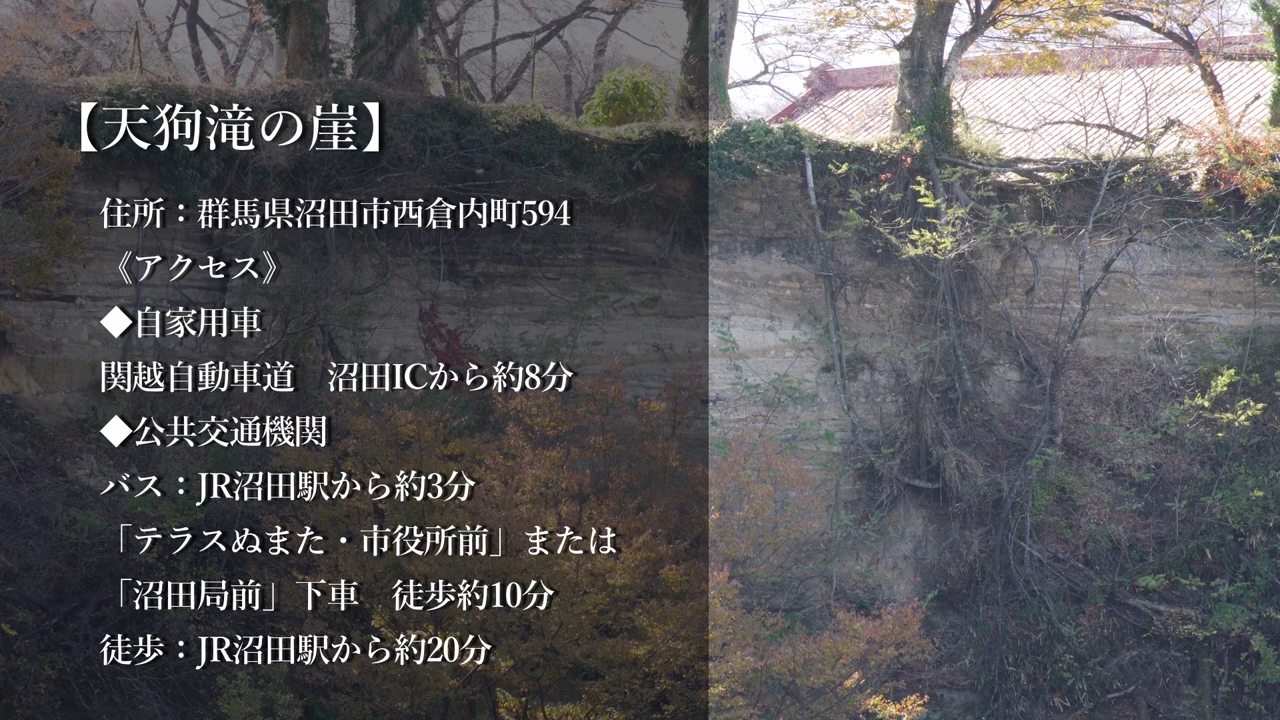 【天狗滝の崖】
住所：群馬県沼田市西倉内町594
《アクセス》
◆自家用車
関越自動車道　沼田ICから約8分
◆公共交通機関
バス：JR沼田駅から約3分
「テラスぬまた・市役所前」または
「沼田局前」下車　徒歩約10分
徒歩：JR沼田駅から約20分